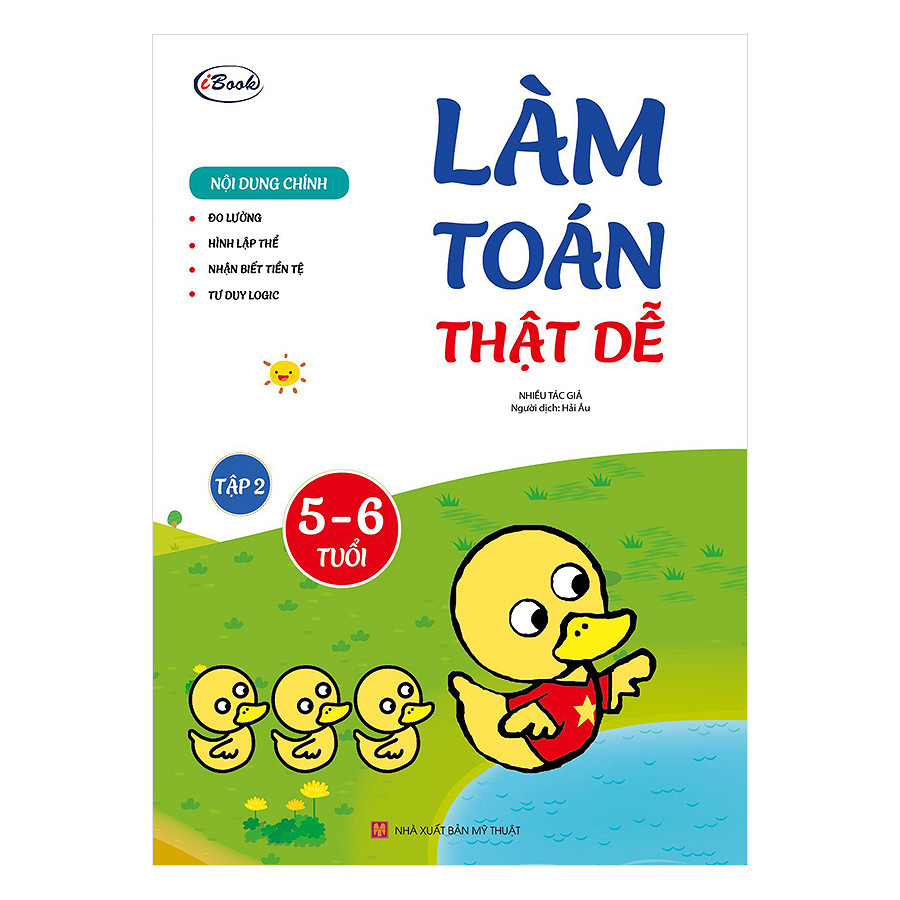 iBook
LÀM
TOÁN
THẬT DỄ
NHIỀU TÁC GIẢ
Người dịch: Hải Âu
NỘI DUNG CHÍNH
ĐO LƯỜNG
HÌNH LẬP THỂ
NHẬN BIẾT TIỀN TỆ
TƯ DUY LOGIC
TẬP 2
5-6
TUỔI
NHÀ XUẤT BẢN MỸ THUẬT